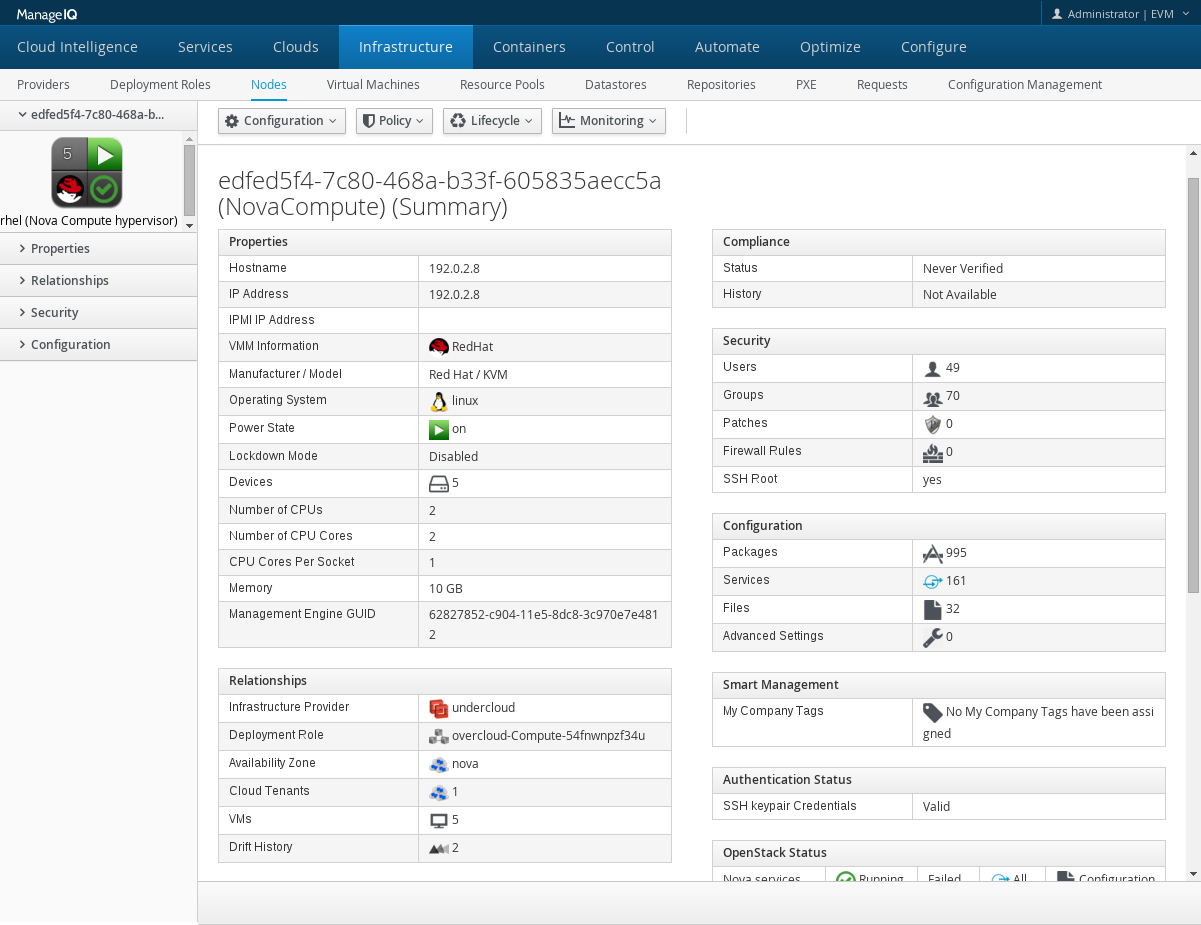 ManageIQ
Administrator | EVM
Cloud Intelligence Services Clouds Infrastructure Containers Control Automate Optimize Configure
Providers Deployment Roles Nodes Virtual Machines Resource Pools Datastores Repositories PXE Requests Configuration Management
edfed5f4-7c80-468a-b...
5
rhel (Nova Compute hypervisor)
Properties
Relationships
Security
Configuration
Configuration Policy Lifecycle Monitoring
edfed5f4-7c80-468a-b33f-605835aecc5a
(NovaCompute) (Summary)
Properties
Hostname 192.0.2.8
IP Address 192.0.2.8
IPMI IP Address
VMM Information RedHat
Manufacturer / Model Red Hat / KVM
Operating System linux
Power State on
Lockdown Mode Disabled
Devices 5
Number of CPUs 2
Number of CPU Cores 2
CPU Cores Per Socket 1
Memory 10 GB
Management Engine GUID 62827852-c904-11e5-8dc8-3c970e7e481
2
Relationships
Infrastructure Provider undercloud
Deployment Role overcloud-Compute-54fnwnpzf34u
Availability Zone nova
Cloud Tenants 1
VMs 5
Drift History 2
Compliance
Status Never Verified
History Not Available
Security
Users 49
Groups 70
Patches 0
Firewall Rules 0
SSH Root yes
Configuration
Packages 995
Services 161
Files 32
Advanced Settings 0
Smart Management
My Company Tags No My Company Tags have been assi
gned
Authentication Status
SSH keypair Credentials Valid
OpenStack Status
Nova services Running Failed All Configuration